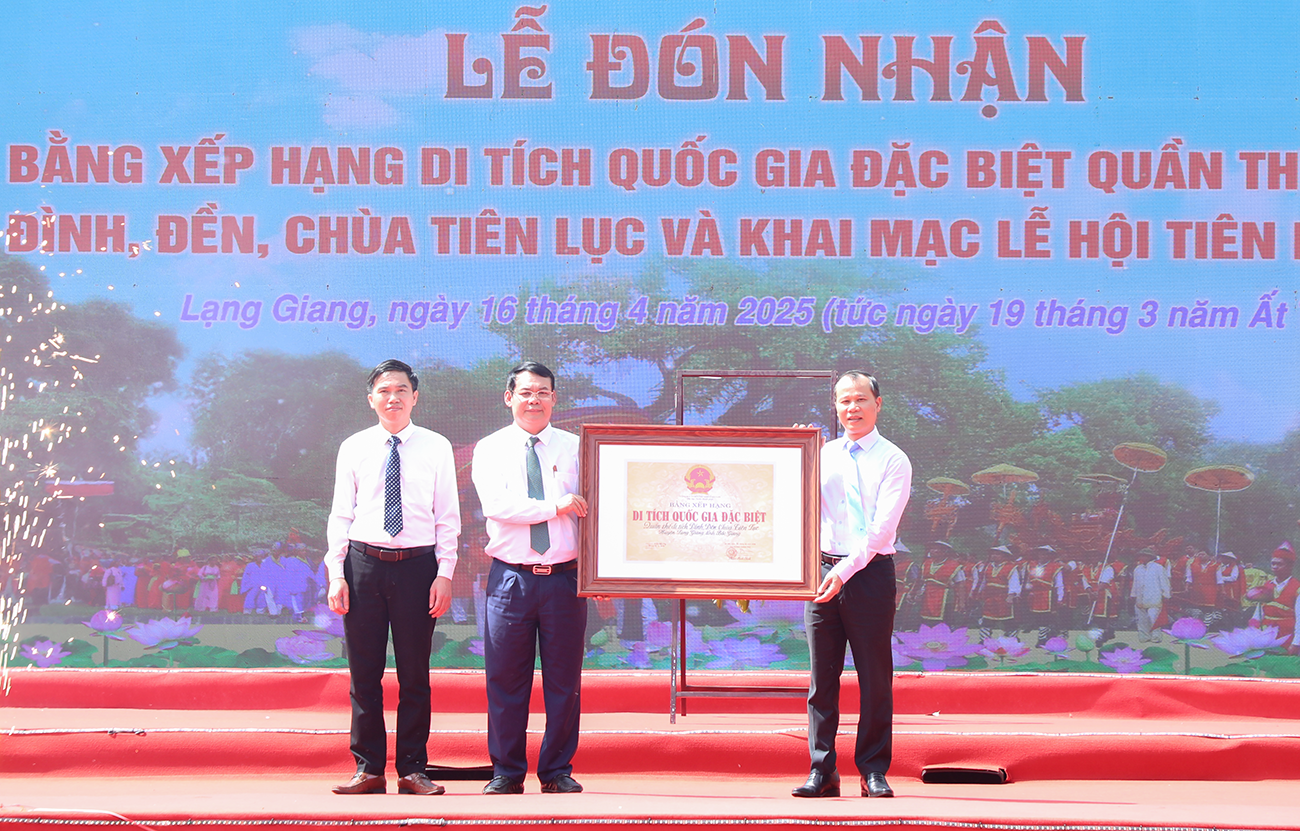 LỄ ĐÓN NHẬN
BẰNG XẾP HẠNG DI TÍCH QUỐC GIA ĐẶC BIỆT QUẦN TH
ĐÌNH, ĐỀN, CHÙA TIÊN LỤC VÀ KHAI MẠC LỄ HỘI TIÊN
Lạng Giang, ngày 16 tháng 4 năm 2025 (tức ngày 19 tháng 3 năm Ất
BẰNG XẾP HẠNG
DI TÍCH QUỐC GIA ĐẶC BIỆT